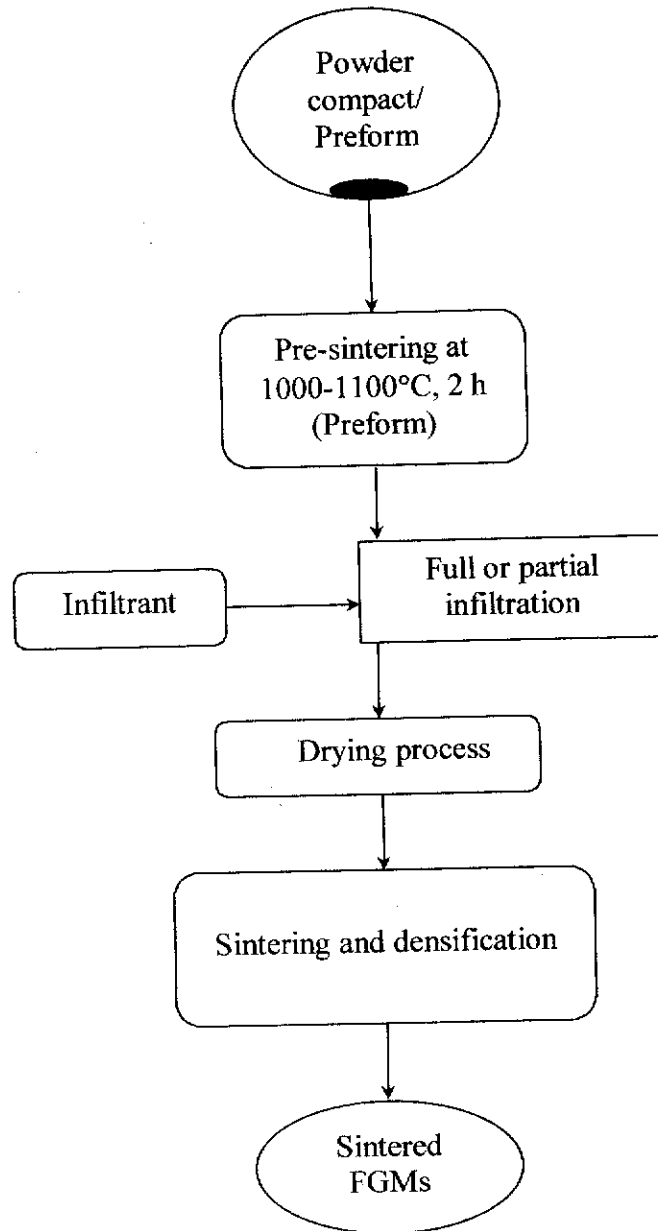 Powder
compact/
Preform
Pre-sintering at
1000-1100°C, 2 h
(Preform)
Infiltrant
Full or partial
infiltration
Drying process
Sintering and densification
Sintered
FGMs